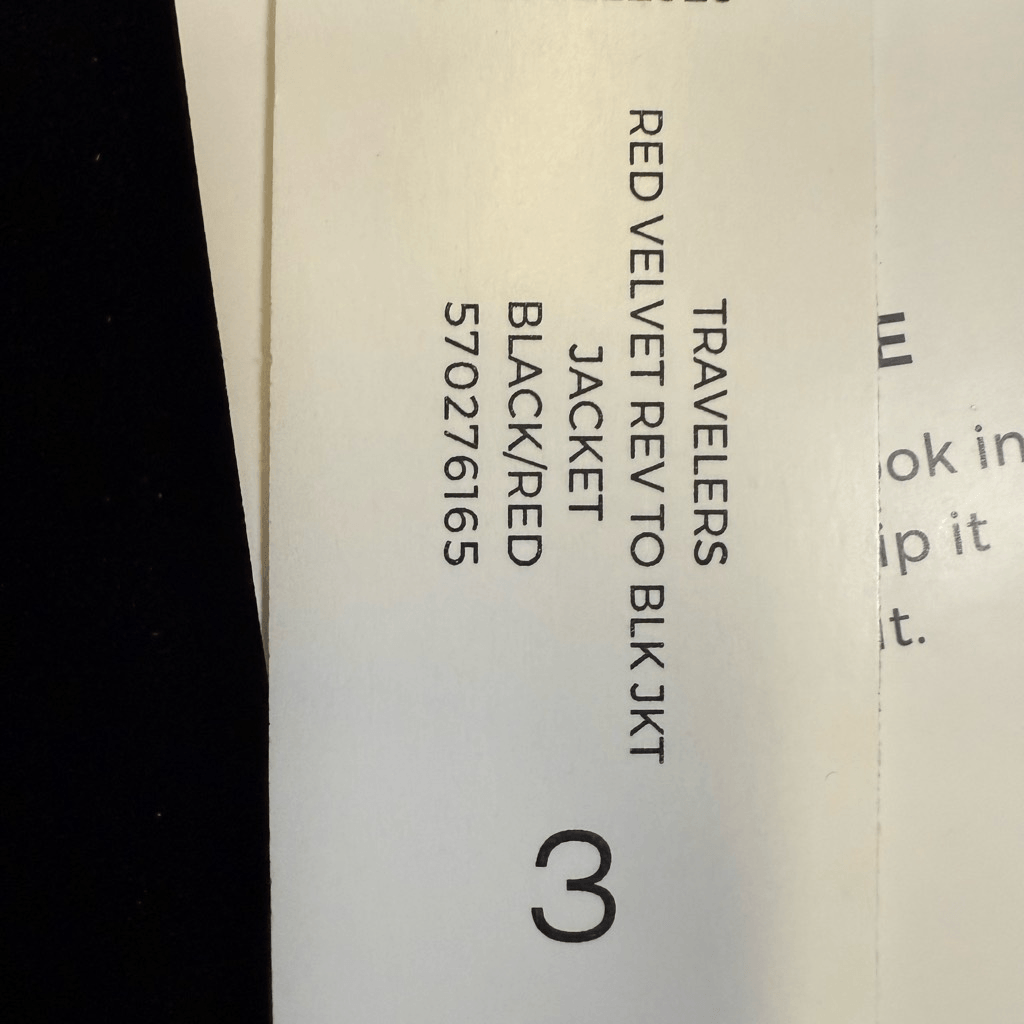 TRAVELERS
RED VELVET REV TO BLK JKT
JACKET
BLACK/RED
570276165
3
ok in
ip it
t.